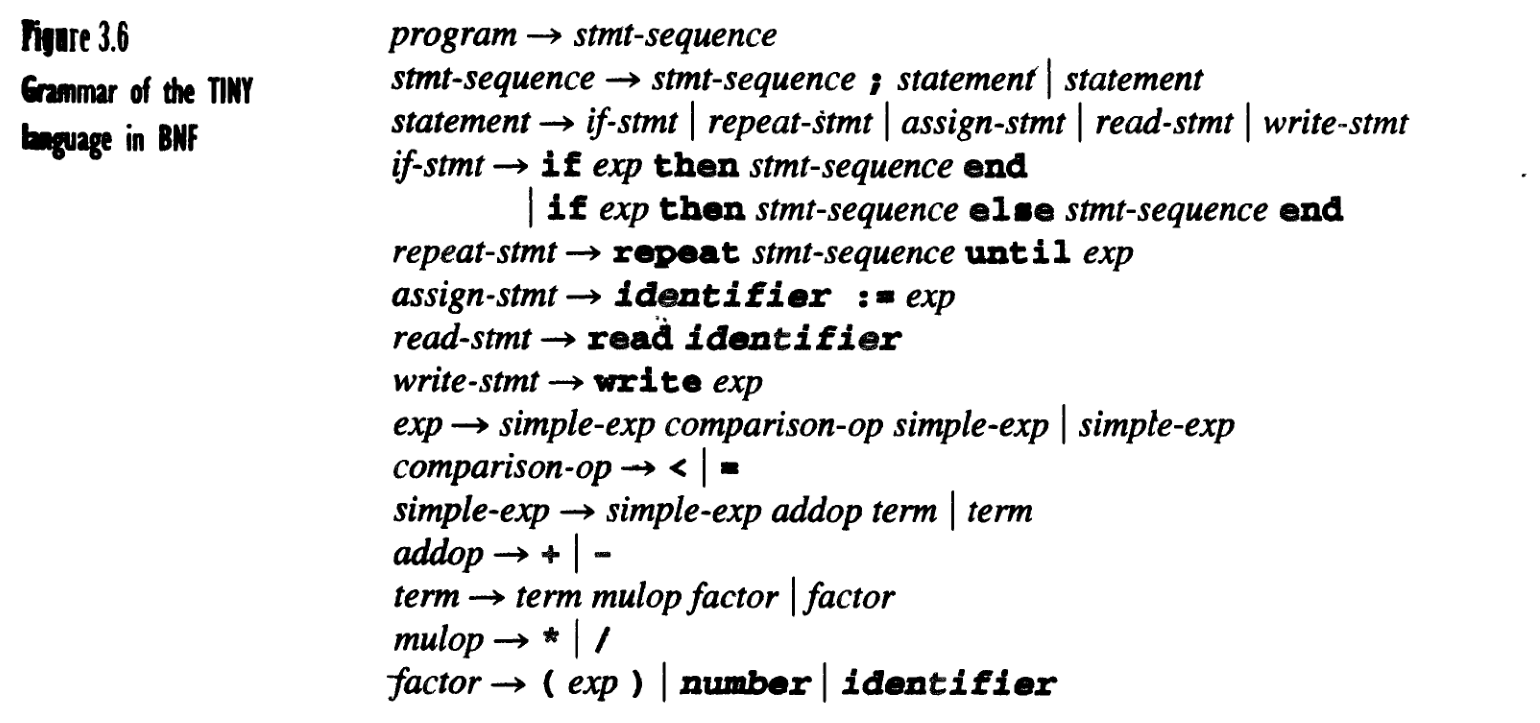 Figure 3.6
Grammar of the TINY
language in BNF
program → stmt-sequence
stmt-sequence → stmt-sequence ; statement | statement
statement → if-stmt | repeat-stmt | assign-stmt | read-stmt | write-stmt
if-stmt → if exp then stmt-sequence end
| if exp then stmt-sequence else stmt-sequence end
repeat-stmt → repeat stmt-sequence until exp
assign-stmt → identifier := exp
read-stmt → read identifier
write-stmt → write exp
exp → simple-exp comparison-op simple-exp | simple-exp
comparison-op → < | =
simple-exp → simple-exp addop term | term
addop → + | -
term → term mulop factor | factor
mulop → * | /
factor → ( exp ) | number | identifier